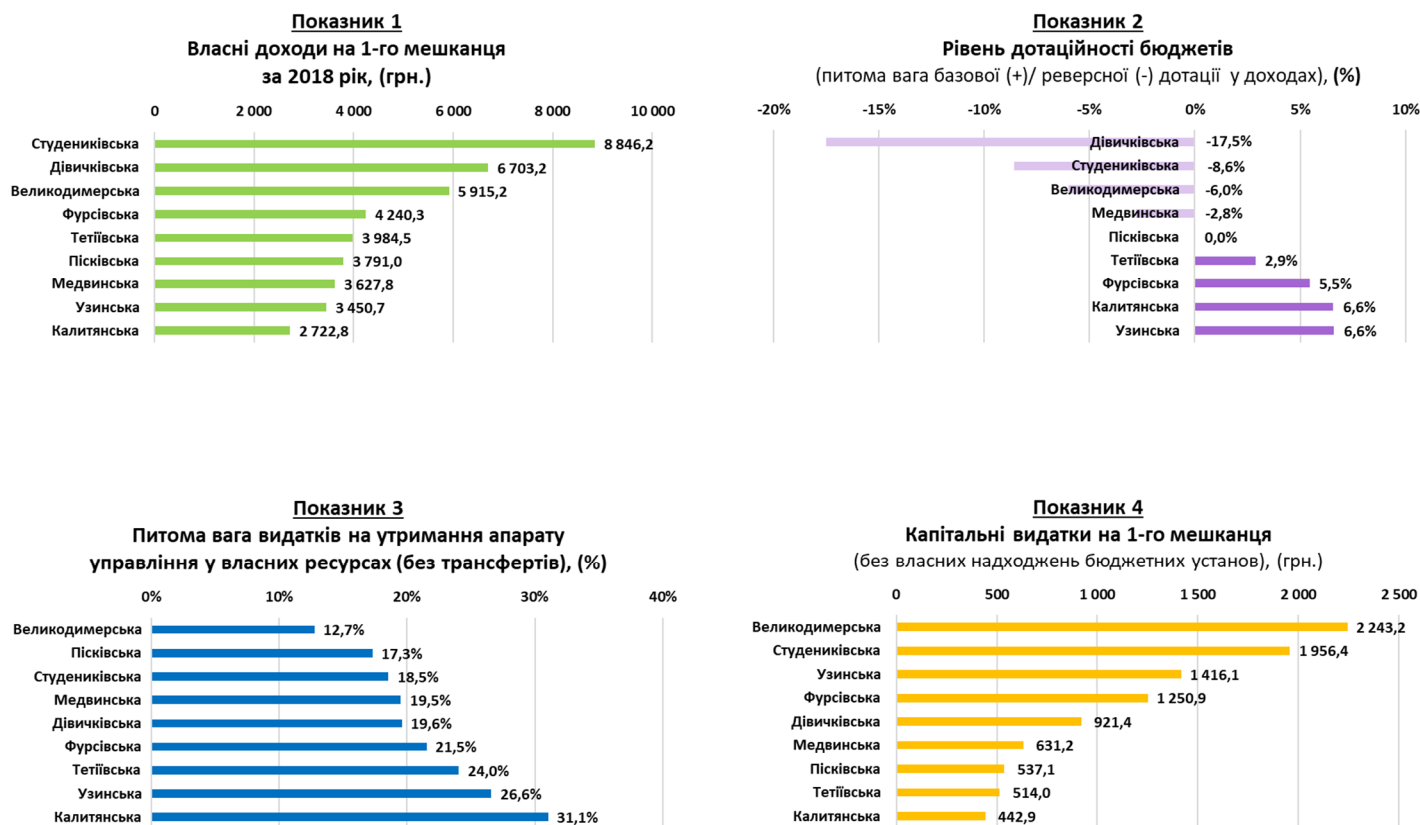 Показник 1
Власні доходи на 1-го мешканця
за 2018 рік, (грн.)
0 2 000 4 000 6 000 8 000 10 000
Студениківська 8 846,2
Дівичківська 6 703,2
Великодимерська 5 915,2
Фурсівська 4 240,3
Тетіївська 3 984,5
Пісківська 3 791,0
Медвинська 3 627,8
Узинська 3 450,7
Калитянська 2 722,8
Показник 2
Рівень дотаційності бюджетів
(питома вага базової (+)/ реверсної (-) дотації у доходах), (%)
-20% -15% -10% -5% 0% 5% 10%
Дівичківська -17,5%
Студениківська -8,6%
Великодимерська -6,0%
Медвинська -2,8%
Пісківська 0,0%
Тетіївська 2,9%
Фурсівська 5,5%
Калитянська 6,6%
Узинська 6,6%
Показник 3
Питома вага видатків на утримання апарату
управління у власних ресурсах (без трансфертів), (%)
0% 10% 20% 30% 40%
Великодимерська 12,7%
Пісківська 17,3%
Студениківська 18,5%
Медвинська 19,5%
Дівичківська 19,6%
Фурсівська 21,5%
Тетіївська 24,0%
Узинська 26,6%
Калитянська 31,1%
Показник 4
Капітальні видатки на 1-го мешканця
(без власних надходжень бюджетних установ), (грн.)
0 500 1 000 1 500 2 000 2 500
Великодимерська 2 243,2
Студениківська 1 956,4
Узинська 1 416,1
Фурсівська 1 250,9
Дівичківська 921,4
Медвинська 631,2
Пісківська 537,1
Тетіївська 514,0
Калитянська 442,9